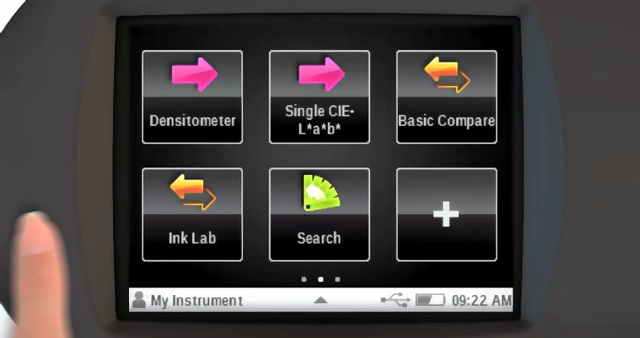 Densitometer
Single CIE-
L*a*b*
Basic Compare
Ink Lab
Search
My Instrument
09:22 AM